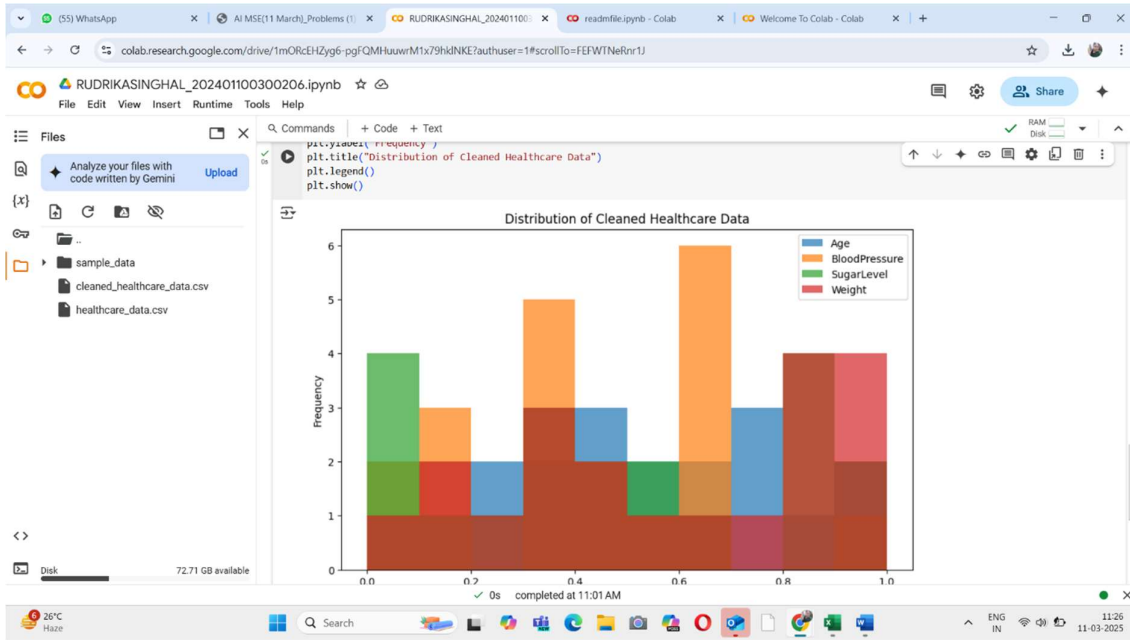 (55) WhatsApp
AI MSE(11 March)_Problems (1)
RUDRIKASINGHAL_202401100
readmfile.ipynb - Colab
Welcome To Colab - Colab
colab.research.google.com/drive/1mORcEHZyg6-pgFQMHuuwrM1x79hkINKE?authuser=1#scrollTo=FEFWTNeRnr1J
RUDRIKASINGHAL_202401100300206.ipynb
File Edit View Insert Runtime Tools Help
Share
Files
Commands + Code + Text
RAM
Disk
Analyze your files with
code written by Gemini
Upload
{x}
..
sample_data
cleaned_healthcare_data.csv
healthcare_data.csv
Disk
72.71 GB available
0s
plt.ylabel("Frequency")
plt.title("Distribution of Cleaned Healthcare Data")
plt.legend()
plt.show()
Distribution of Cleaned Healthcare Data
Age
BloodPressure
SugarLevel
Weight
Frequency
6
5
4
3
2
1
0
0.0 0.2 0.4 0.6 0.8 1.0
0s completed at 11:01 AM
6
26°C
Haze
Search
ENG
IN
11:26
11-03-2025